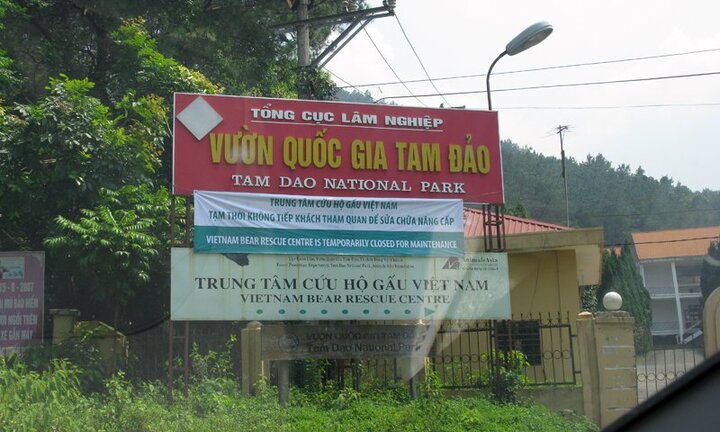 TỔNG CỤC LÂM NGHIỆP
VƯỜN QUỐC GIA TAM ĐẢO
TAM DAO NATIONAL PARK
TRUNG TÂM CỨU HỘ GẤU VIỆT NAM
TẠM THỜI KHÔNG TIẾP KHÁCH THAM QUAN ĐỂ SỬA CHỮA NÂNG CẤP
VIETNAM BEAR RESCUE CENTRE IS TEMPORARILY CLOSED FOR MAINTENANCE
AnimalsAsia
TRUNG TÂM CỨU HỘ GẤU VIỆT NAM
VIETNAM BEAR RESCUE CENTRE
VƯỜN QUỐC GIA TAM
Tam Dao National Park